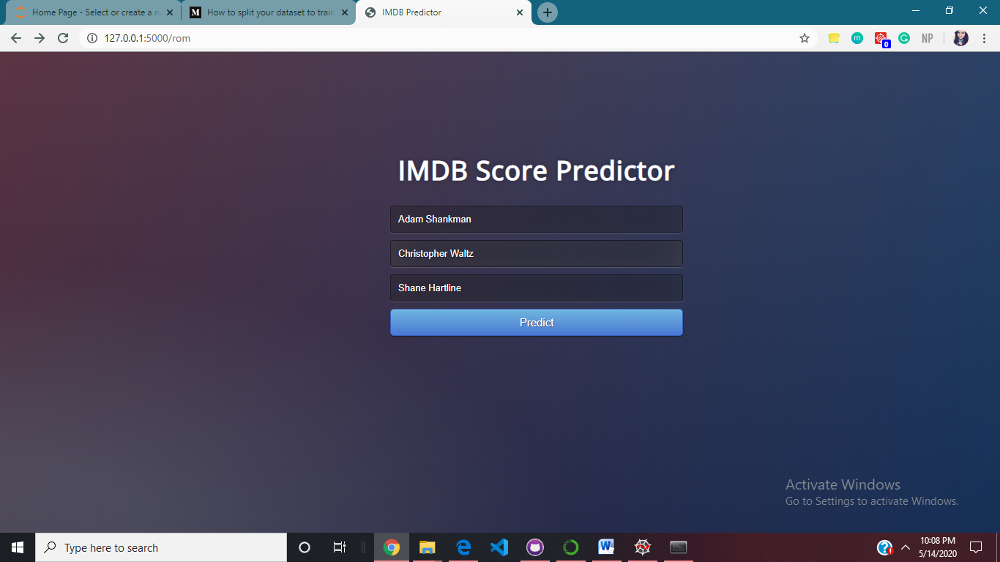 Home Page - Select or create a n
How to split your dataset to train
IMDB Predictor
127.0.0.1:5000/rom
m
0
G
NP
IMDB Score Predictor
Adam Shankman
Christopher Waltz
Shane Hartline
Predict
Activate Windows
Go to Settings to activate Windows.
Type here to search
10:08 PM
5/14/2020